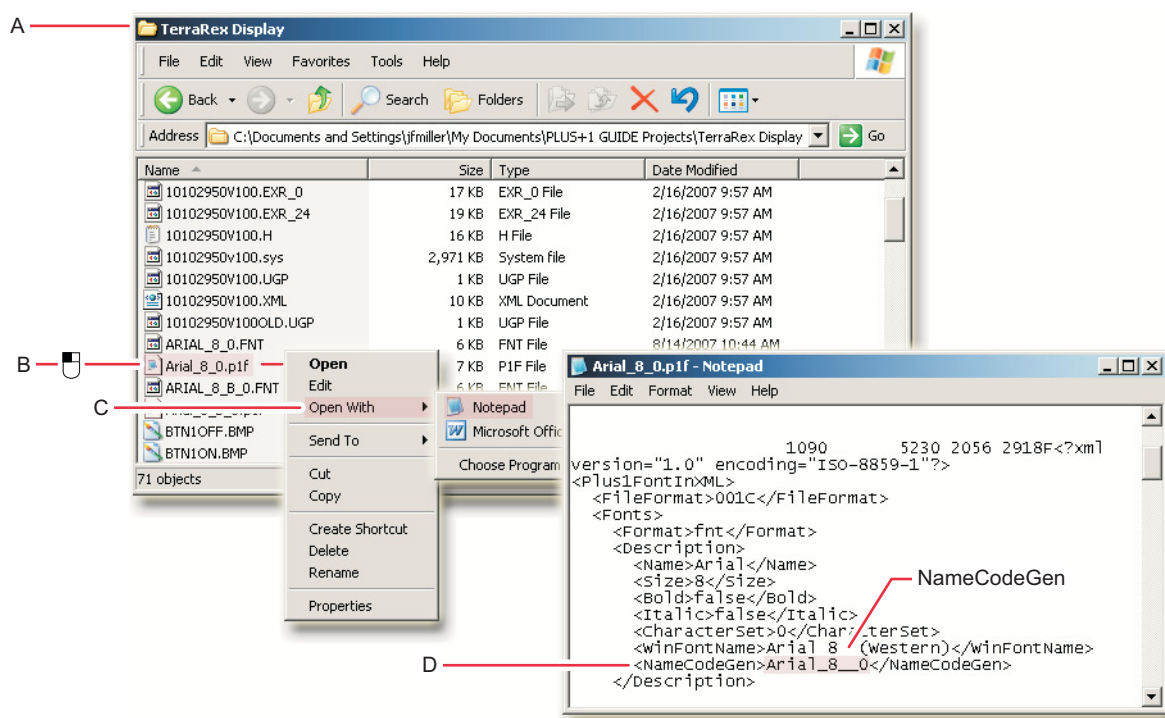 A
TerraRex Display
File Edit View Favorites Tools Help
Back Search Folders
Address C:\Documents and Settings\jfmiller\My Documents\PLUS+1 GUIDE Projects\TerraRex Display Go
Name Size Type Date Modified
10102950V100.EXR_0 17 KB EXR_0 File 2/16/2007 9:57 AM
10102950V100.EXR_24 19 KB EXR_24 File 2/16/2007 9:57 AM
10102950V100.H 16 KB H File 2/16/2007 9:57 AM
10102950v100.sys 2,971 KB System file 2/16/2007 9:57 AM
10102950V100.UGP 1 KB UGP File 2/16/2007 9:57 AM
10102950V100.XML 10 KB XML Document 2/16/2007 9:57 AM
10102950V100OLD.UGP 1 KB UGP File 2/16/2007 9:57 AM
ARIAL_8_0.FNT 6 KB FNT File 8/14/2007 10:44 AM
B Arial_8_0.p1f 7 KB P1F File
ARIAL_8_B_0.FNT 6 KB FNT File
BTN1OFF.BMP
BTN1ON.BMP
71 objects
Open
Edit
C Open With
Send To
Cut
Copy
Create Shortcut
Delete
Rename
Properties
Notepad
Microsoft Offic
Choose Program
Arial_8_0.p1f - Notepad
File Edit Format View Help
1090 5230 2056 2918F<?xml
version="1.0" encoding="ISO-8859-1"?>
<Plus1FontInXML>
<FileFormat>001C</FileFormat>
<Fonts>
<Format>fnt</Format>
<Description>
<Name>Arial</Name>
<Size>8</Size>
<Bold>false</Bold>
<Italic>false</Italic>
<CharacterSet>0</CharacterSet>
<WinFontName>Arial 8 (Western)</WinFontName>
D <NameCodeGen>Arial_8__0</NameCodeGen>
</Description>
NameCodeGen